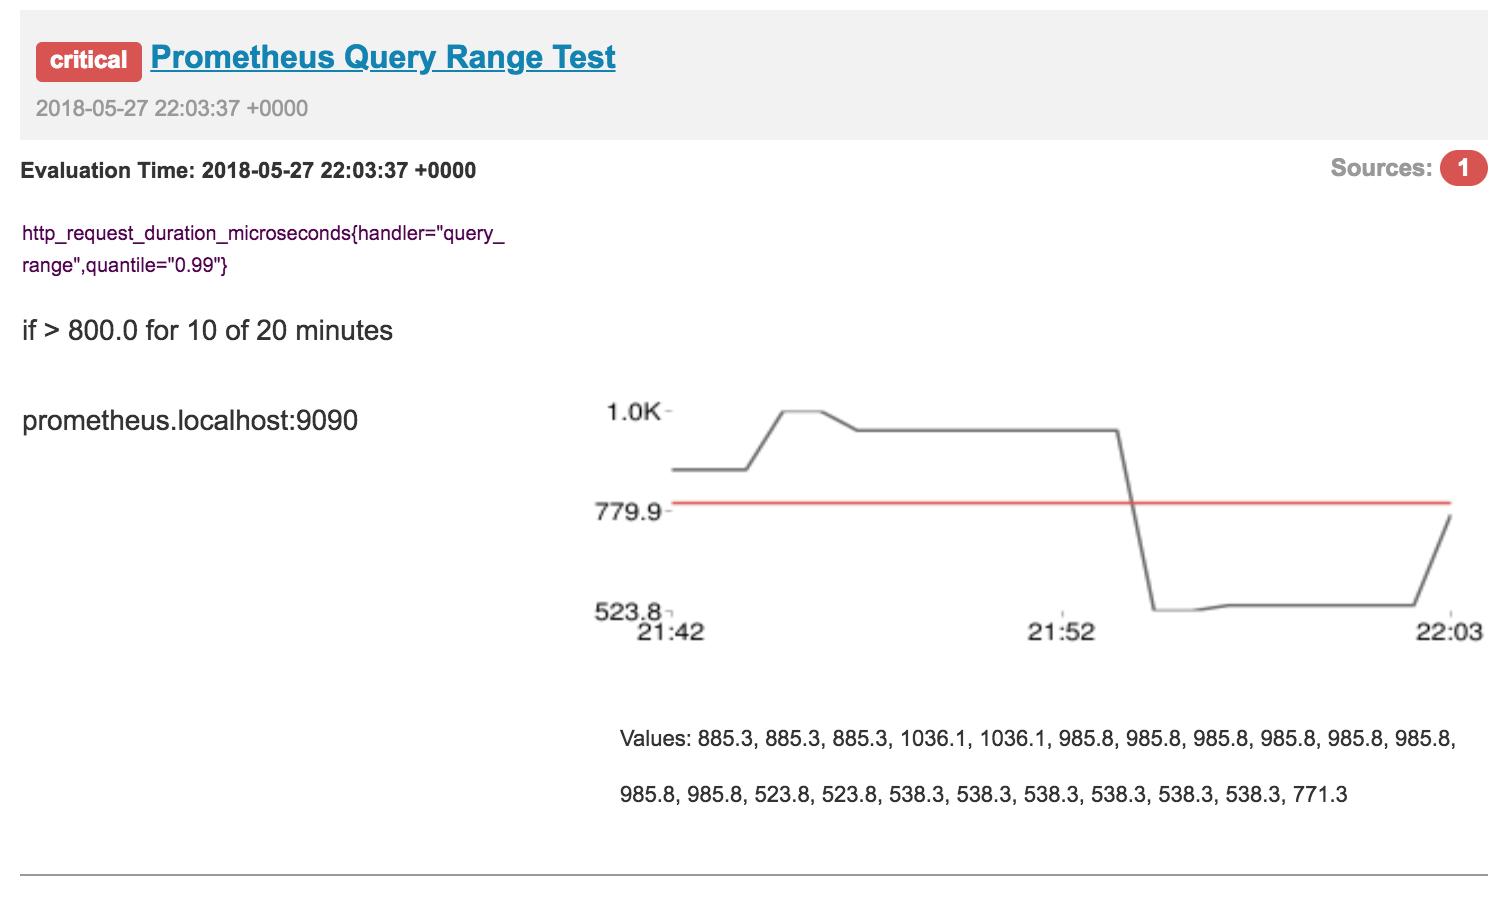 critical Prometheus Query Range Test
2018-05-27 22:03:37 +0000
Evaluation Time: 2018-05-27 22:03:37 +0000
Sources: 1
http_request_duration_microseconds{handler="query_
range",quantile="0.99"}
if > 800.0 for 10 of 20 minutes
prometheus.localhost:9090
1.0K
779.9
523.8
21:42 21:52 22:03
Values: 885.3, 885.3, 885.3, 1036.1, 1036.1, 985.8, 985.8, 985.8, 985.8, 985.8, 985.8,
985.8, 985.8, 523.8, 523.8, 538.3, 538.3, 538.3, 538.3, 538.3, 538.3, 771.3